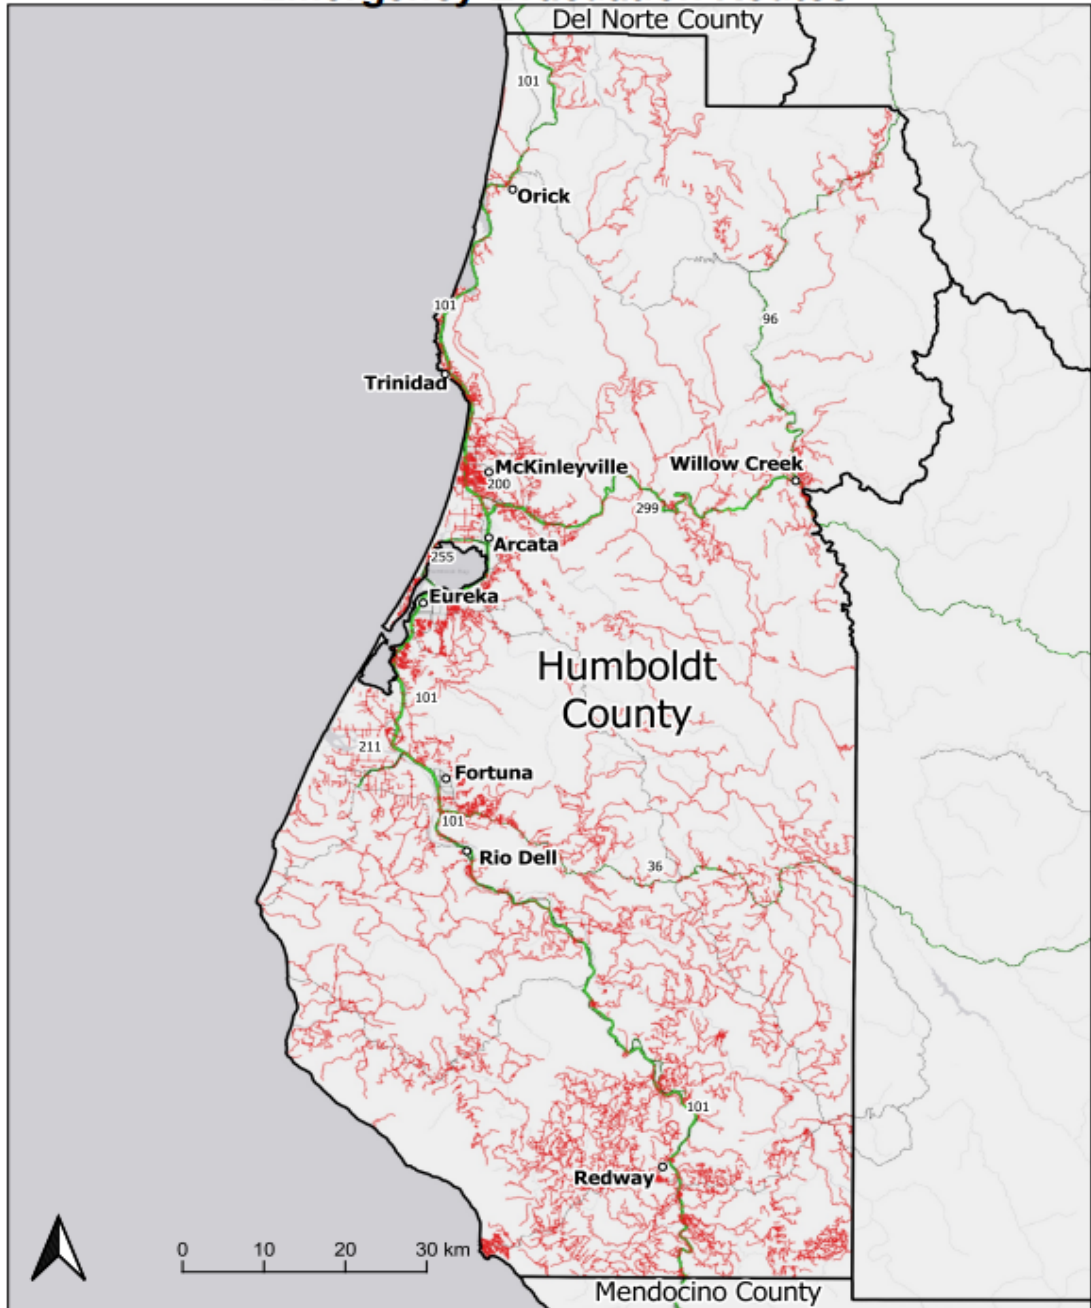 Del Norte County
101
Orick
101
96
Trinidad
McKinleyville
Willow Creek
200
299
Arcata
255
Eureka
Humboldt
County
101
211
Fortuna
101
Rio Dell
36
101
Redway
0 10 20 30 km
Mendocino County